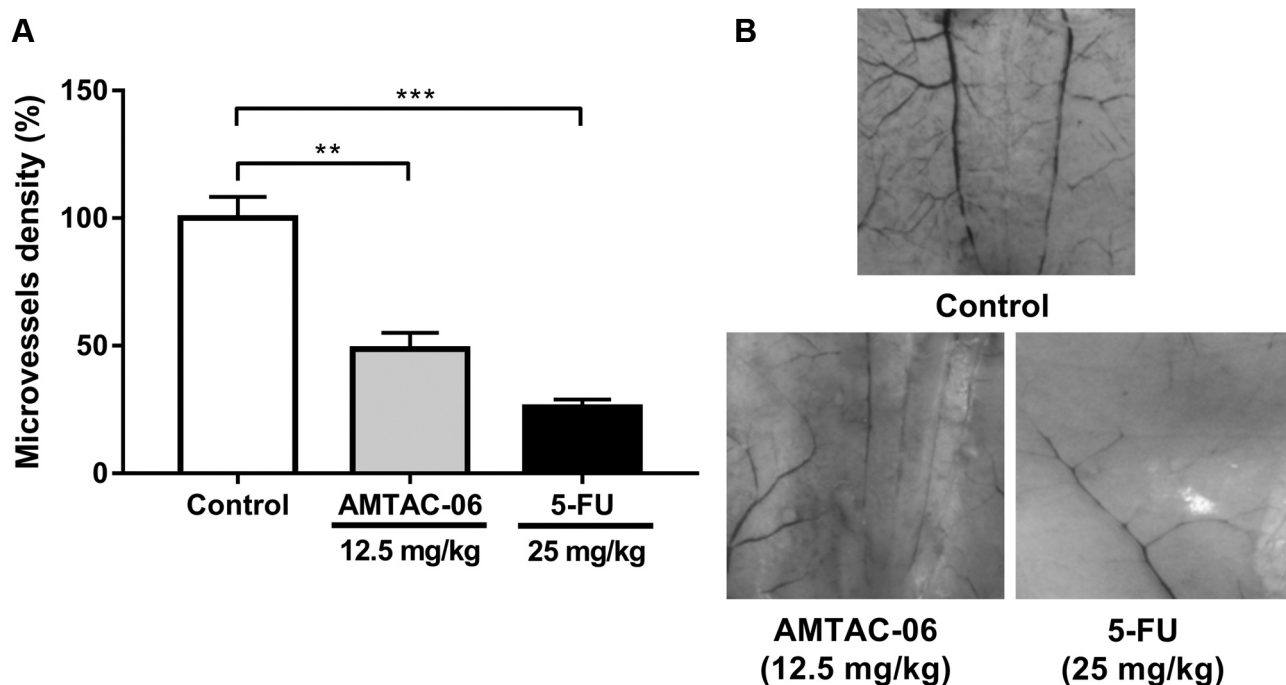 A
Microvessels density (%)
150
100
50
0
***
**
Control
AMTAC-06
12.5 mg/kg
5-FU
25 mg/kg
B
Control
AMTAC-06
(12.5 mg/kg)
5-FU
(25 mg/kg)